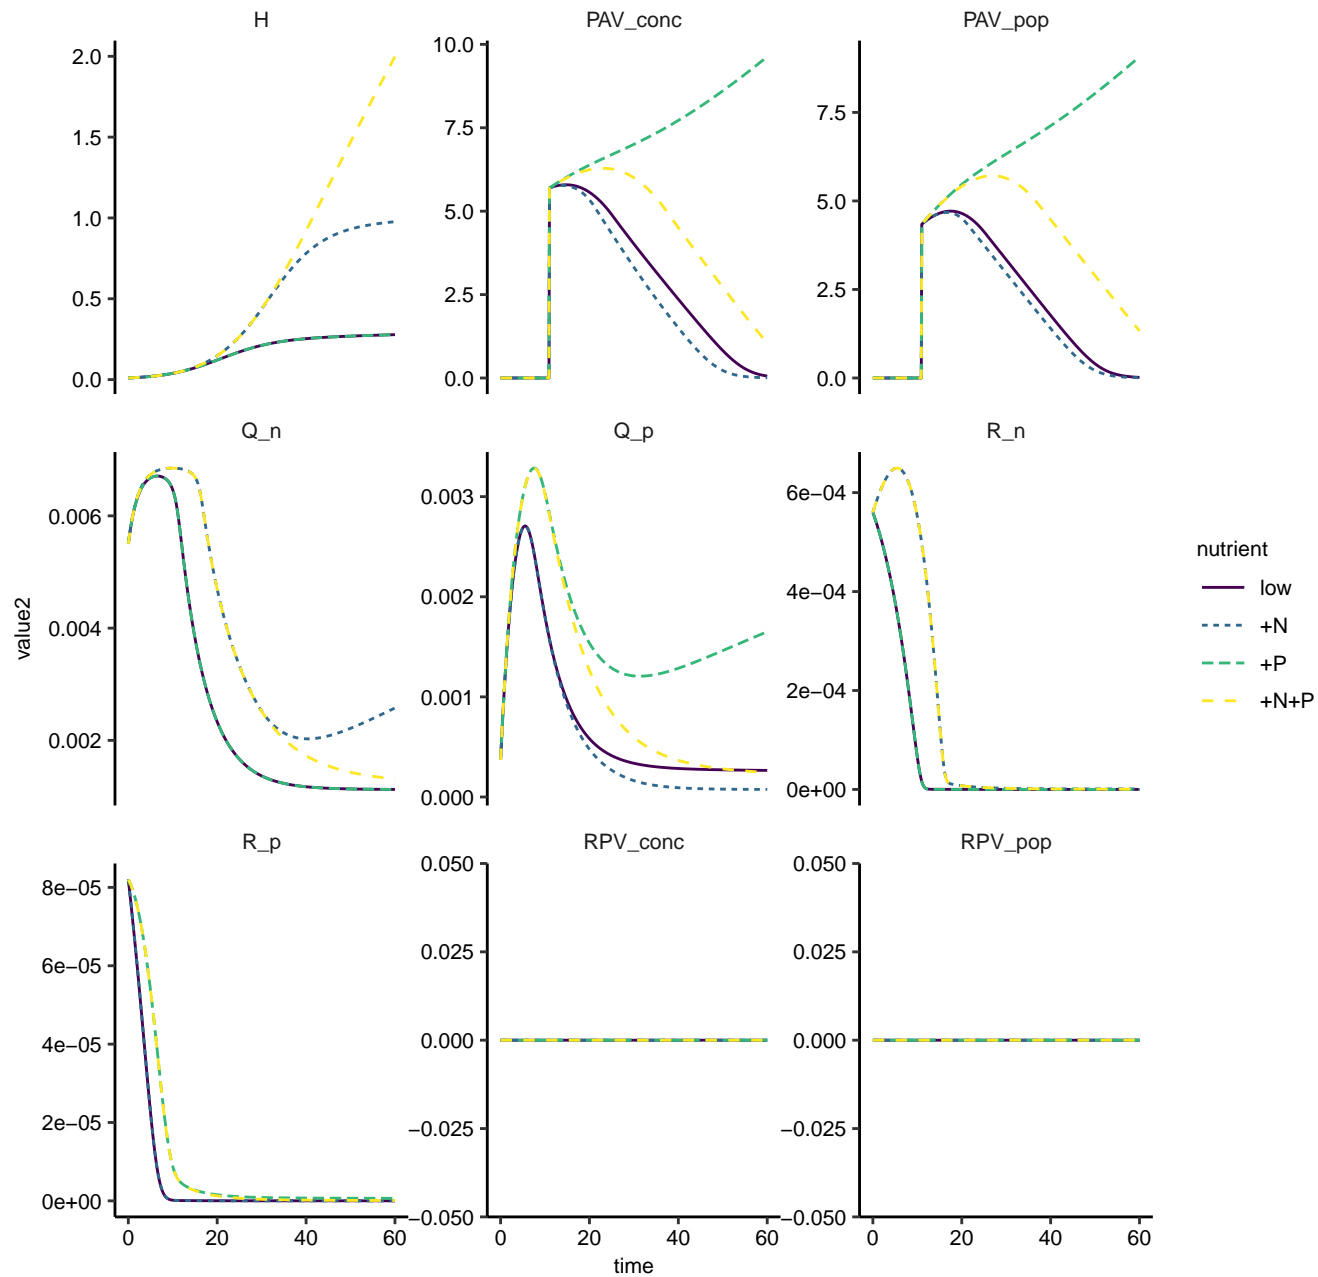 H
PAV_conc
PAV_pop
2.0
1.5
1.0
0.5
0.0
10.0
7.5
5.0
2.5
0.0
7.5
5.0
2.5
0.0
Q_n
Q_p
R_n
0.006
0.004
0.002
0.003
0.002
0.001
0.000
6e−04
4e−04
2e−04
0e+00
value2
nutrient
low
+N
+P
+N+P
R_p
RPV_conc
RPV_pop
8e−05
6e−05
4e−05
2e−05
0e+00
0.050
0.025
0.000
−0.025
−0.050
0.050
0.025
0.000
−0.025
−0.050
0 20 40 60
0 20 40 60
0 20 40 60
time